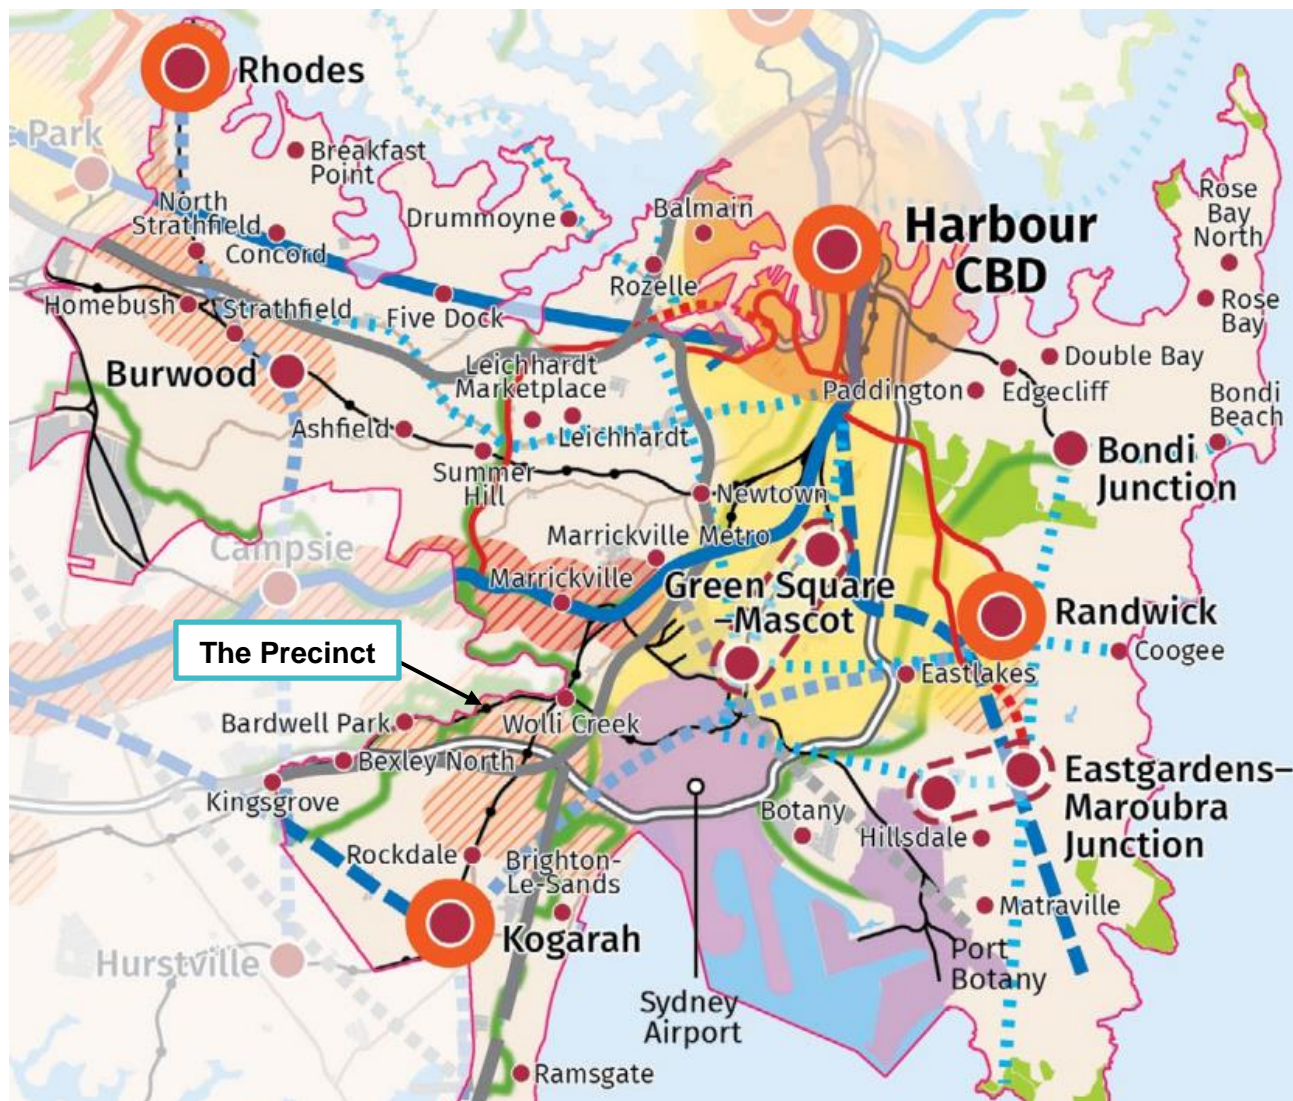 Rhodes
Park
Breakfast
Point
North
Strathfield
Concord
Drummoyne
Balmain
Harbour
CBD
Rose
Bay
North
Rozelle
Homebush
Strathfield
Five Dock
Rose
Bay
Double Bay
Burwood
Leichhardt
Marketplace
Paddington
Edgecliff
Bondi
Beach
Ashfield
Leichhardt
Summer
Hill
Bondi
Junction
Newtown
Campsie
Marrickville Metro
Marrickville
Green Square
–Mascot
Randwick
The Precinct
Coogee
Eastlakes
Bardwell Park
Wolli Creek
Bexley North
Kingsgrove
Eastgardens–
Maroubra
Junction
Botany
Hillsdale
Rockdale
Brighton-
Le-Sands
Matraville
Kogarah
Hurstville
Port
Botany
Sydney
Airport
Ramsgate